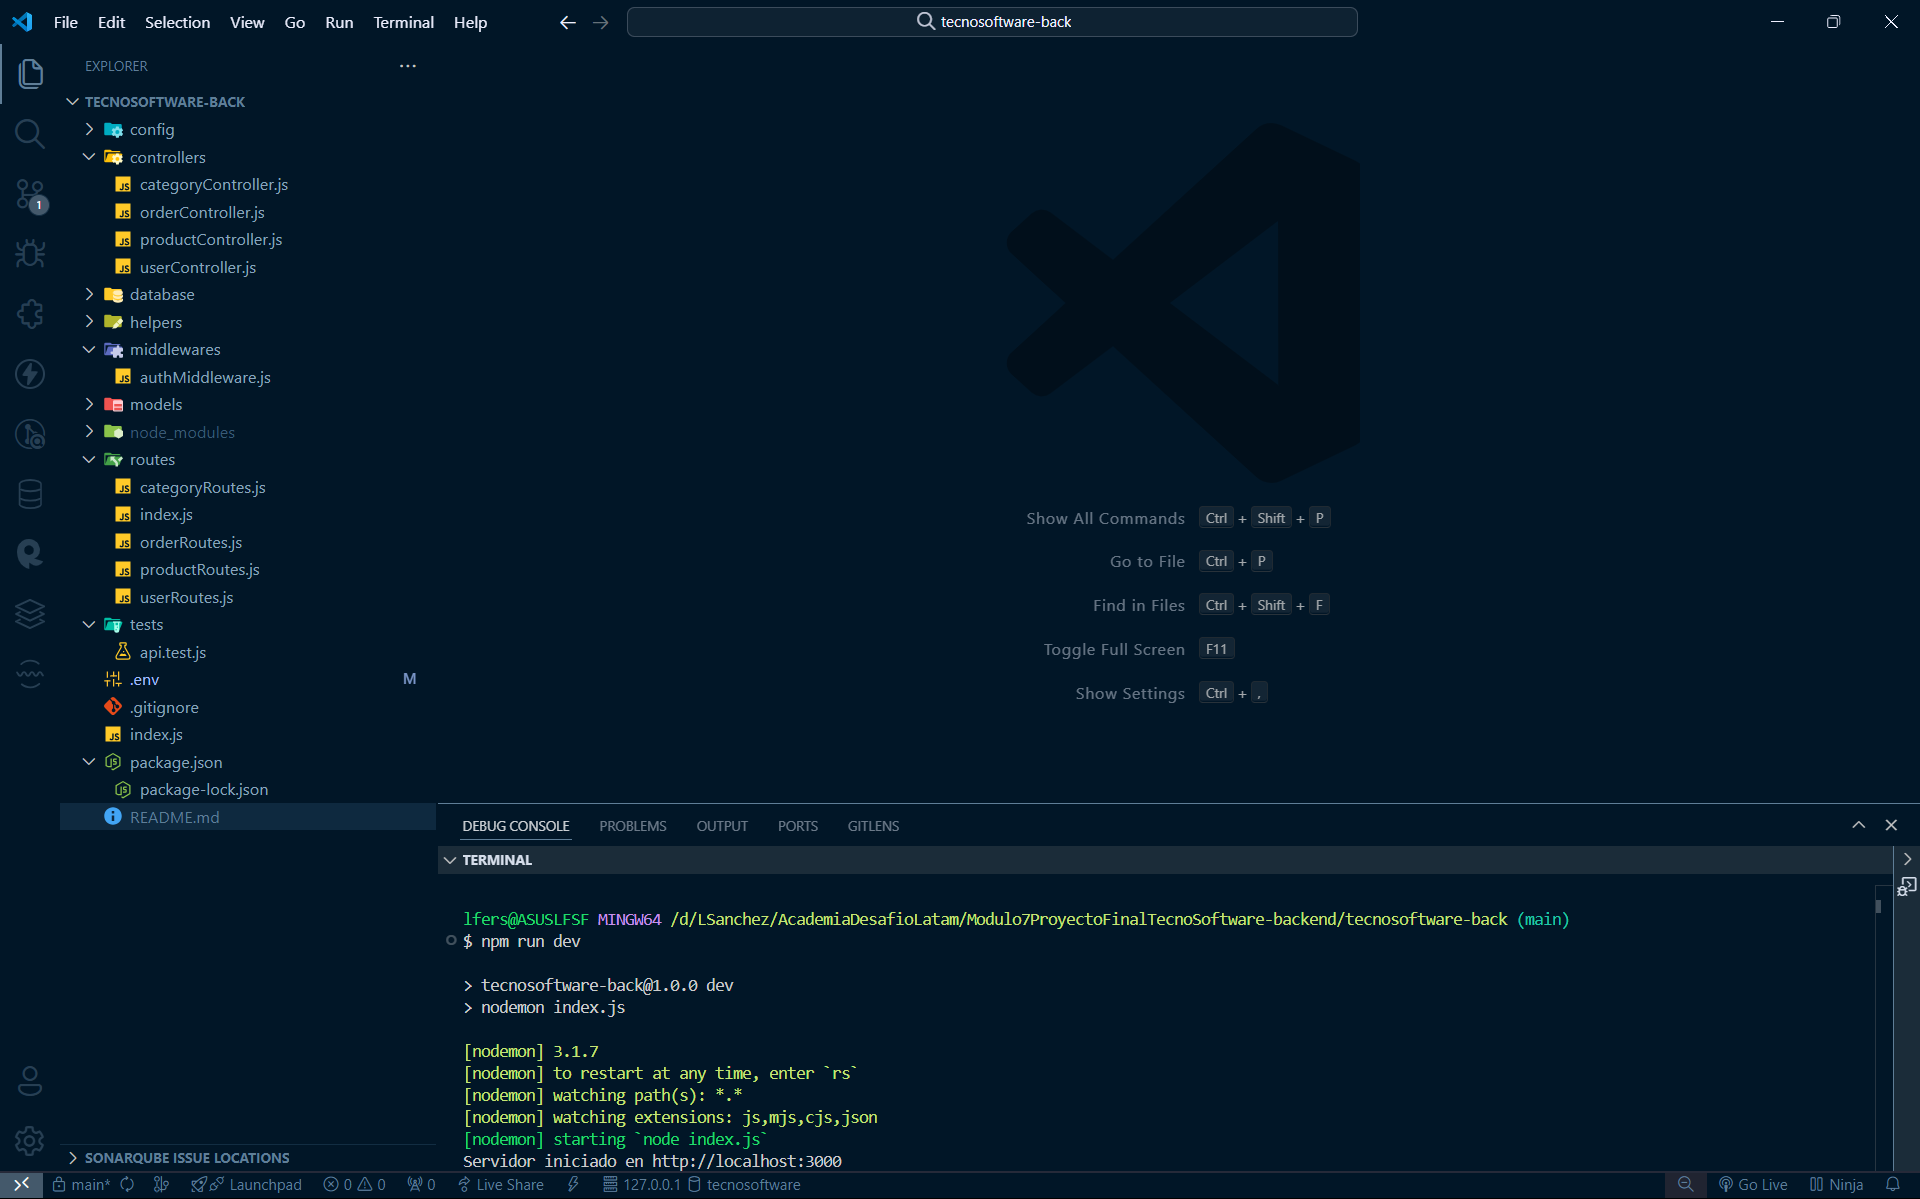 File Edit Selection View Go Run Terminal Help
tecnosoftware-back
EXPLORER
TECNOSOFTWARE-BACK
config
controllers
categoryController.js
orderController.js
productController.js
userController.js
database
helpers
middlewares
authMiddleware.js
models
node_modules
routes
categoryRoutes.js
index.js
orderRoutes.js
productRoutes.js
userRoutes.js
tests
api.test.js
.env M
.gitignore
index.js
package.json
package-lock.json
README.md
SONARQUBE ISSUE LOCATIONS
1
Show All Commands Ctrl + Shift + P
Go to File Ctrl + P
Find in Files Ctrl + Shift + F
Toggle Full Screen F11
Show Settings Ctrl + ,
DEBUG CONSOLE PROBLEMS OUTPUT PORTS GITLENS
TERMINAL
lfers@ASUSLFSF MINGW64 /d/LSanchez/AcademiaDesafioLatam/Modulo7ProyectoFinalTecnoSoftware-backend/tecnosoftware-back (main)
$ npm run dev
> tecnosoftware-back@1.0.0 dev
> nodemon index.js
[nodemon] 3.1.7
[nodemon] to restart at any time, enter `rs`
[nodemon] watching path(s): *.*
[nodemon] watching extensions: js,mjs,cjs,json
[nodemon] starting `node index.js`
Servidor iniciado en http://localhost:3000
main* Launchpad 0 0 0 Live Share 127.0.0.1 tecnosoftware Go Live Ninja